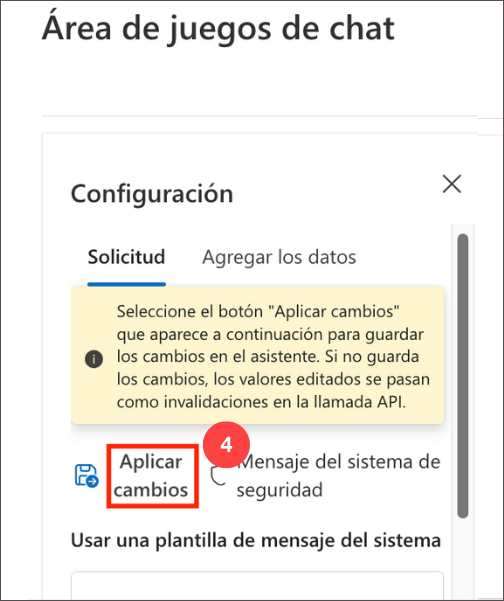 Área de juegos de chat
Configuración
Solicitud Agregar los datos
Seleccione el botón "Aplicar cambios"
que aparece a continuación para guardar
los cambios en el asistente. Si no guarda
los cambios, los valores editados se pasan
como invalidaciones en la llamada API.
4
Aplicar
cambios
Mensaje del sistema de
seguridad
Usar una plantilla de mensaje del sistema